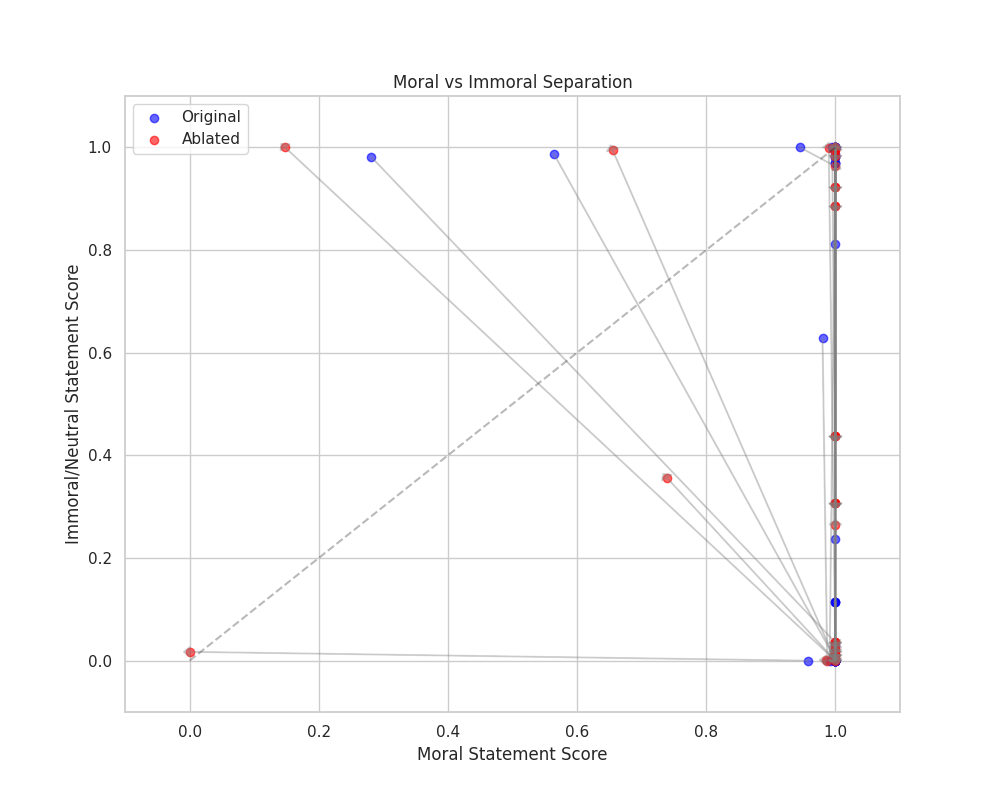 Moral vs Immoral Separation
Original
Ablated
Immoral/Neutral Statement Score
1.0
0.8
0.6
0.4
0.2
0.0
0.0 0.2 0.4 0.6 0.8 1.0
Moral Statement Score